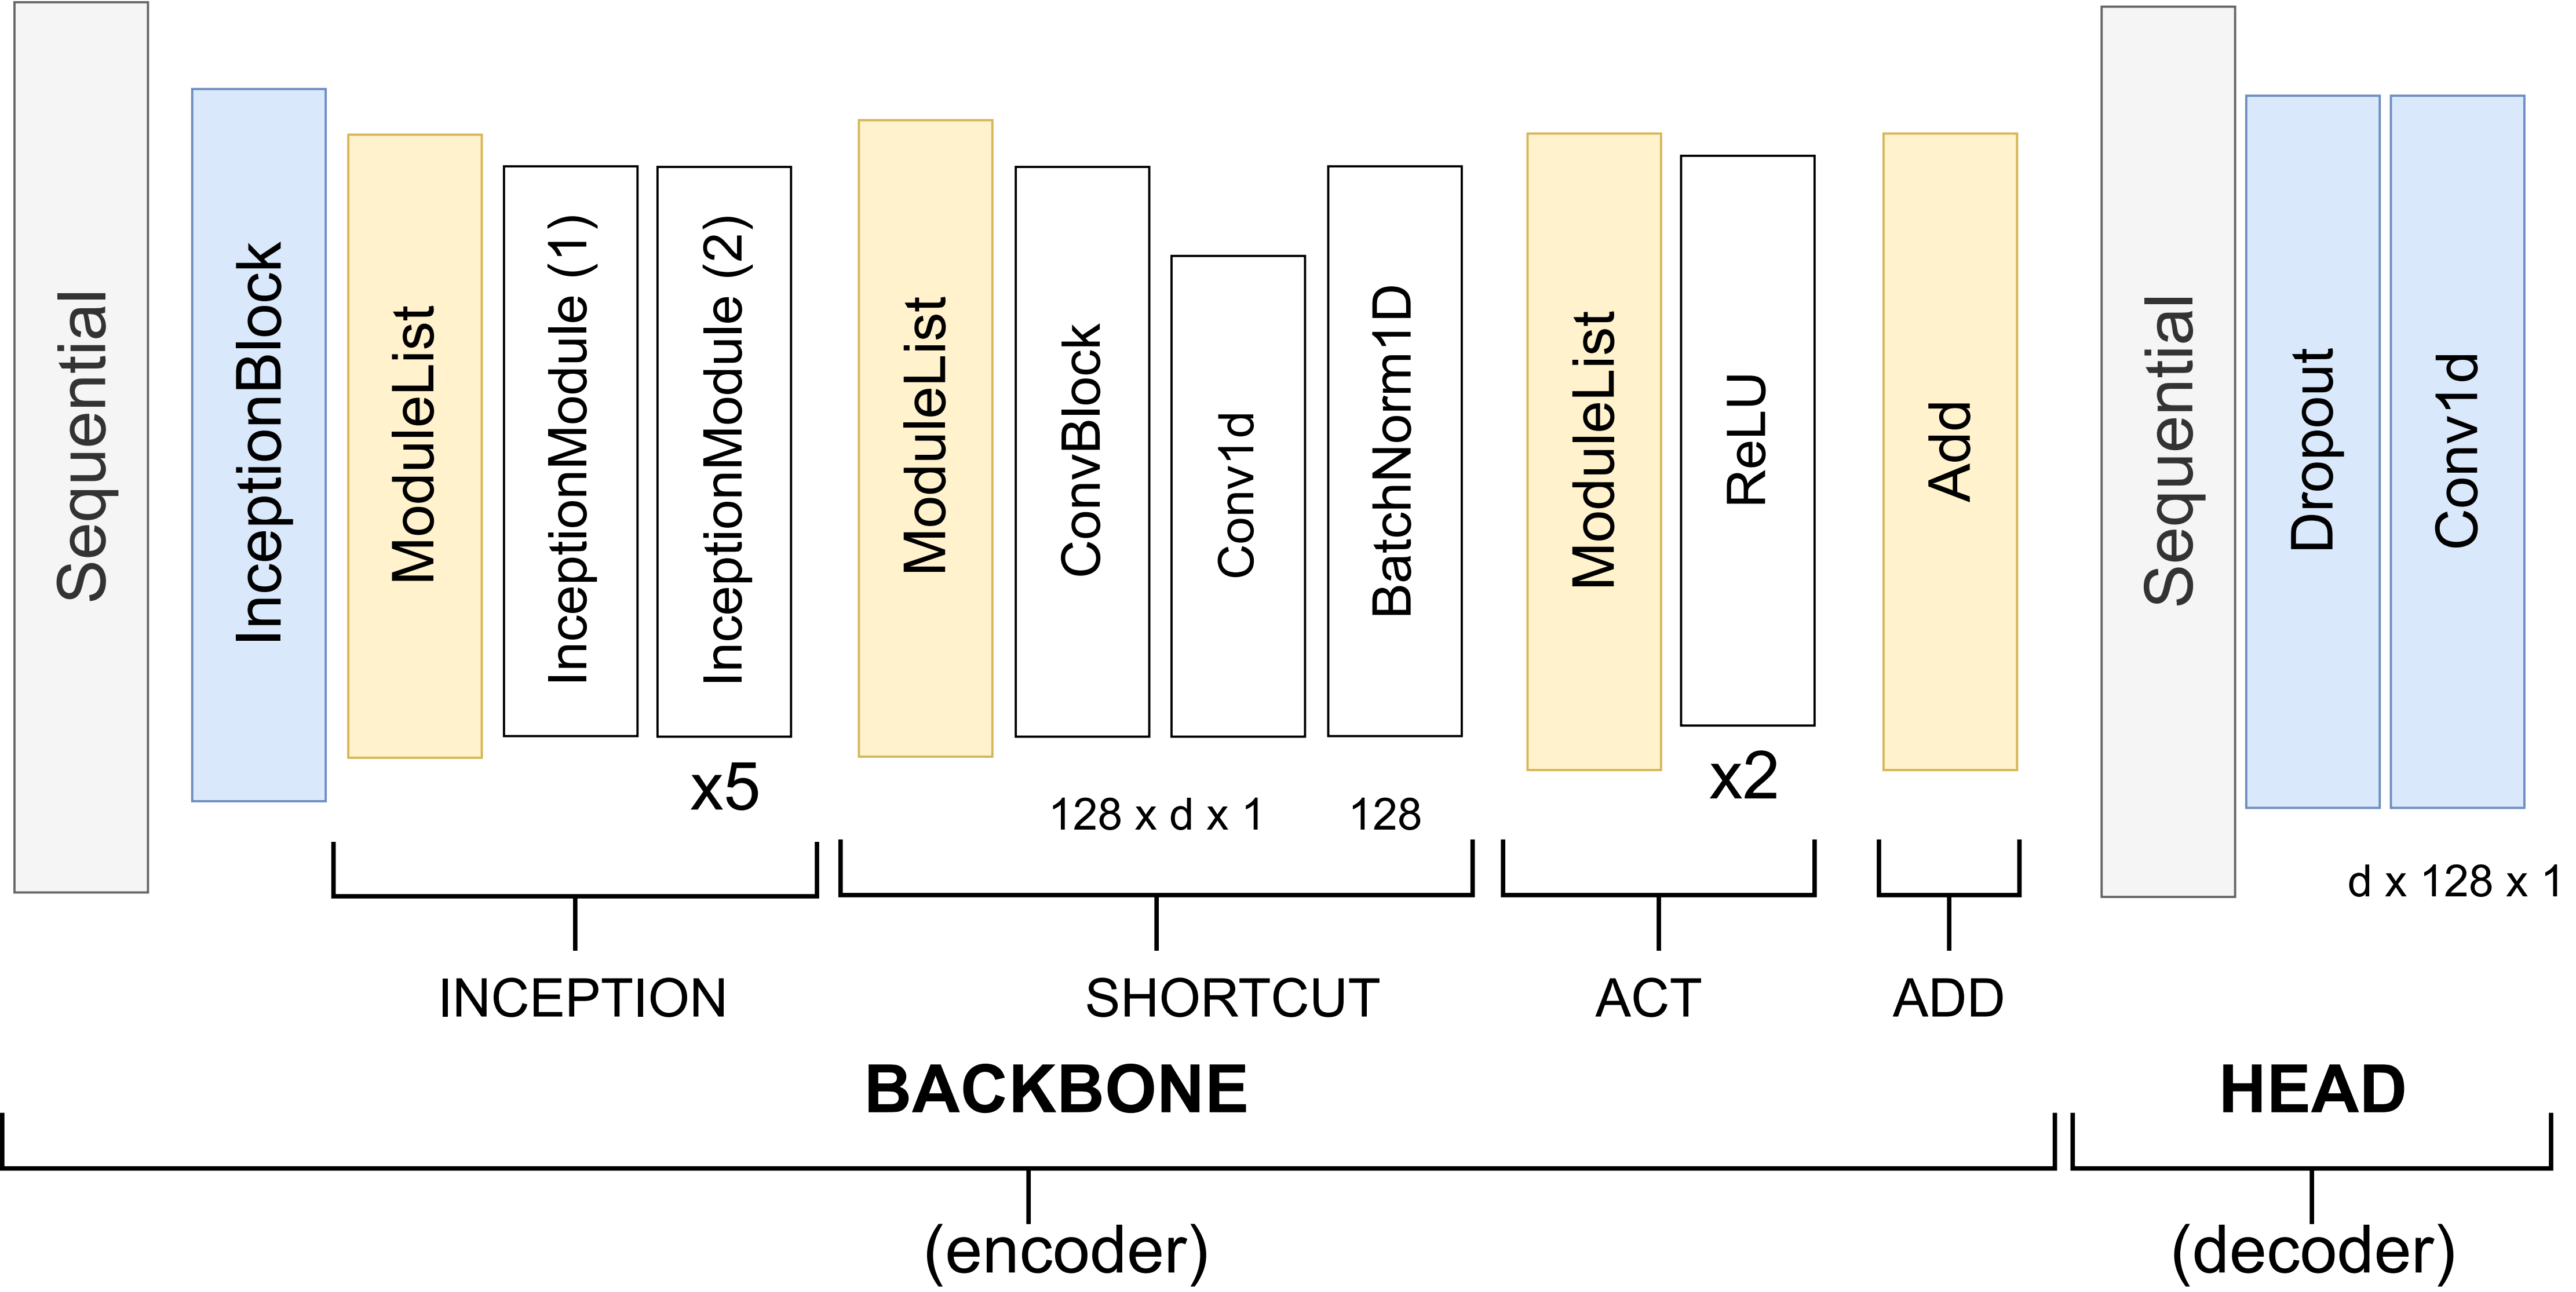 Sequential
InceptionBlock
ModuleList
InceptionModule (1)
InceptionModule (2)
x5
ModuleList
ConvBlock
Conv1d
BatchNorm1D
128 x d x 1
128
ModuleList
ReLU
x2
Add
Sequential
Dropout
Conv1d
d x 128 x 1
INCEPTION
SHORTCUT
ACT
ADD
BACKBONE
HEAD
(encoder)
(decoder)